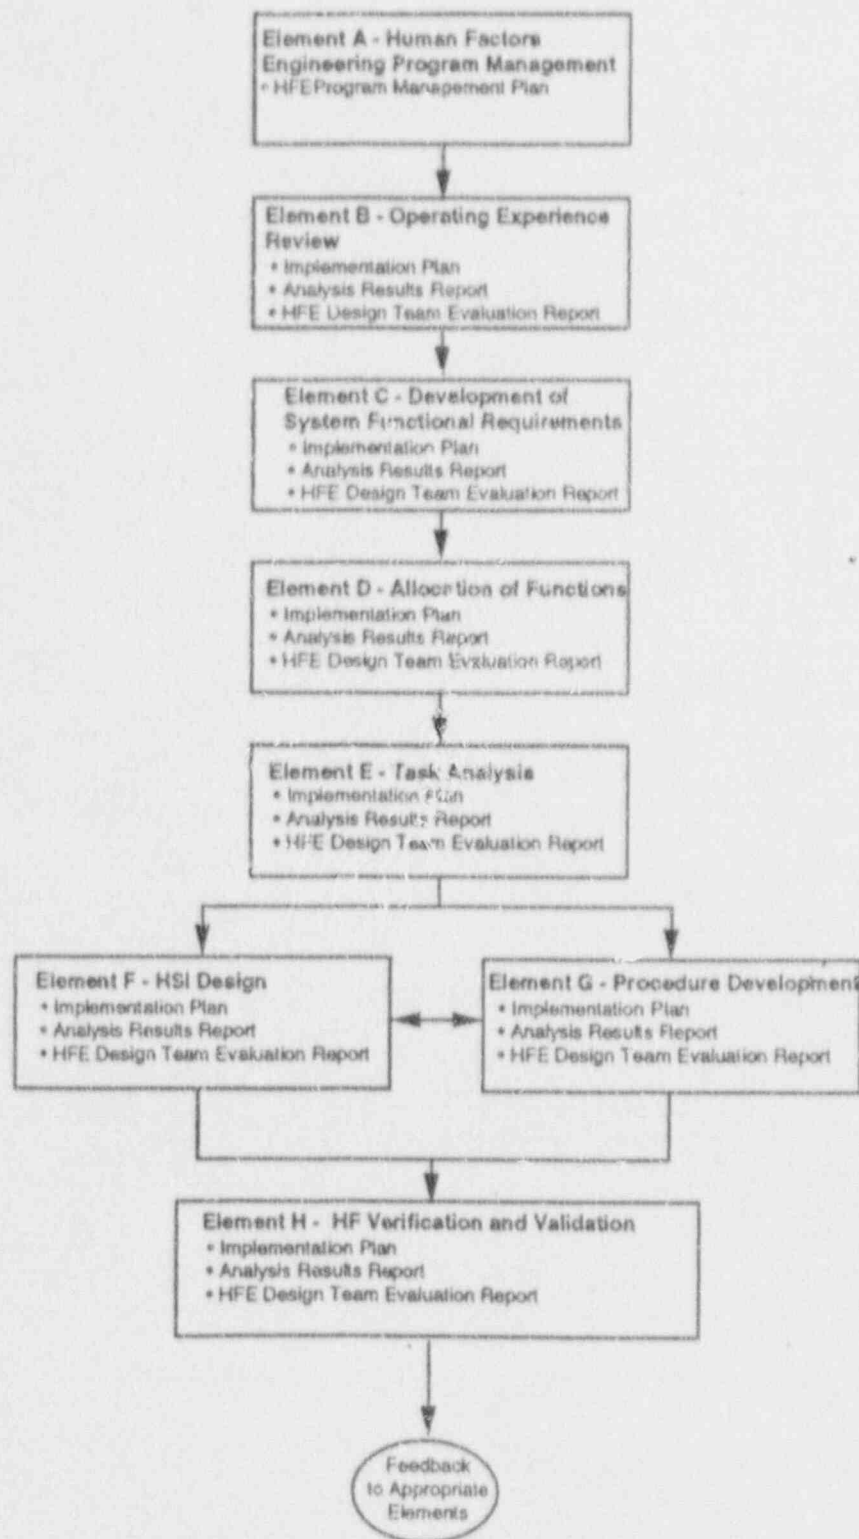 Element A - Human Factors
Engineering Program Management
• HFE Program Management Plan
Element B - Operating Experience
Review
• Implementation Plan
• Analysis Results Report
• HFE Design Team Evaluation Report
Element C - Development of
System Functional Requirements
• Implementation Plan
• Analysis Results Report
• HFE Design Team Evaluation Report
Element D - Allocation of Functions
• Implementation Plan
• Analysis Results Report
• HFE Design Team Evaluation Report
Element E - Task Analysis
• Implementation Plan
• Analysis Results Report
• HFE Design Team Evaluation Report
Element F - HSI Design
• Implementation Plan
• Analysis Results Report
• HFE Design Team Evaluation Report
Element G - Procedure Development
• Implementation Plan
• Analysis Results Report
• HFE Design Team Evaluation Report
Element H - HF Verification and Validation
• Implementation Plan
• Analysis Results Report
• HFE Design Team Evaluation Report
Feedback
to Appropriate
Elements